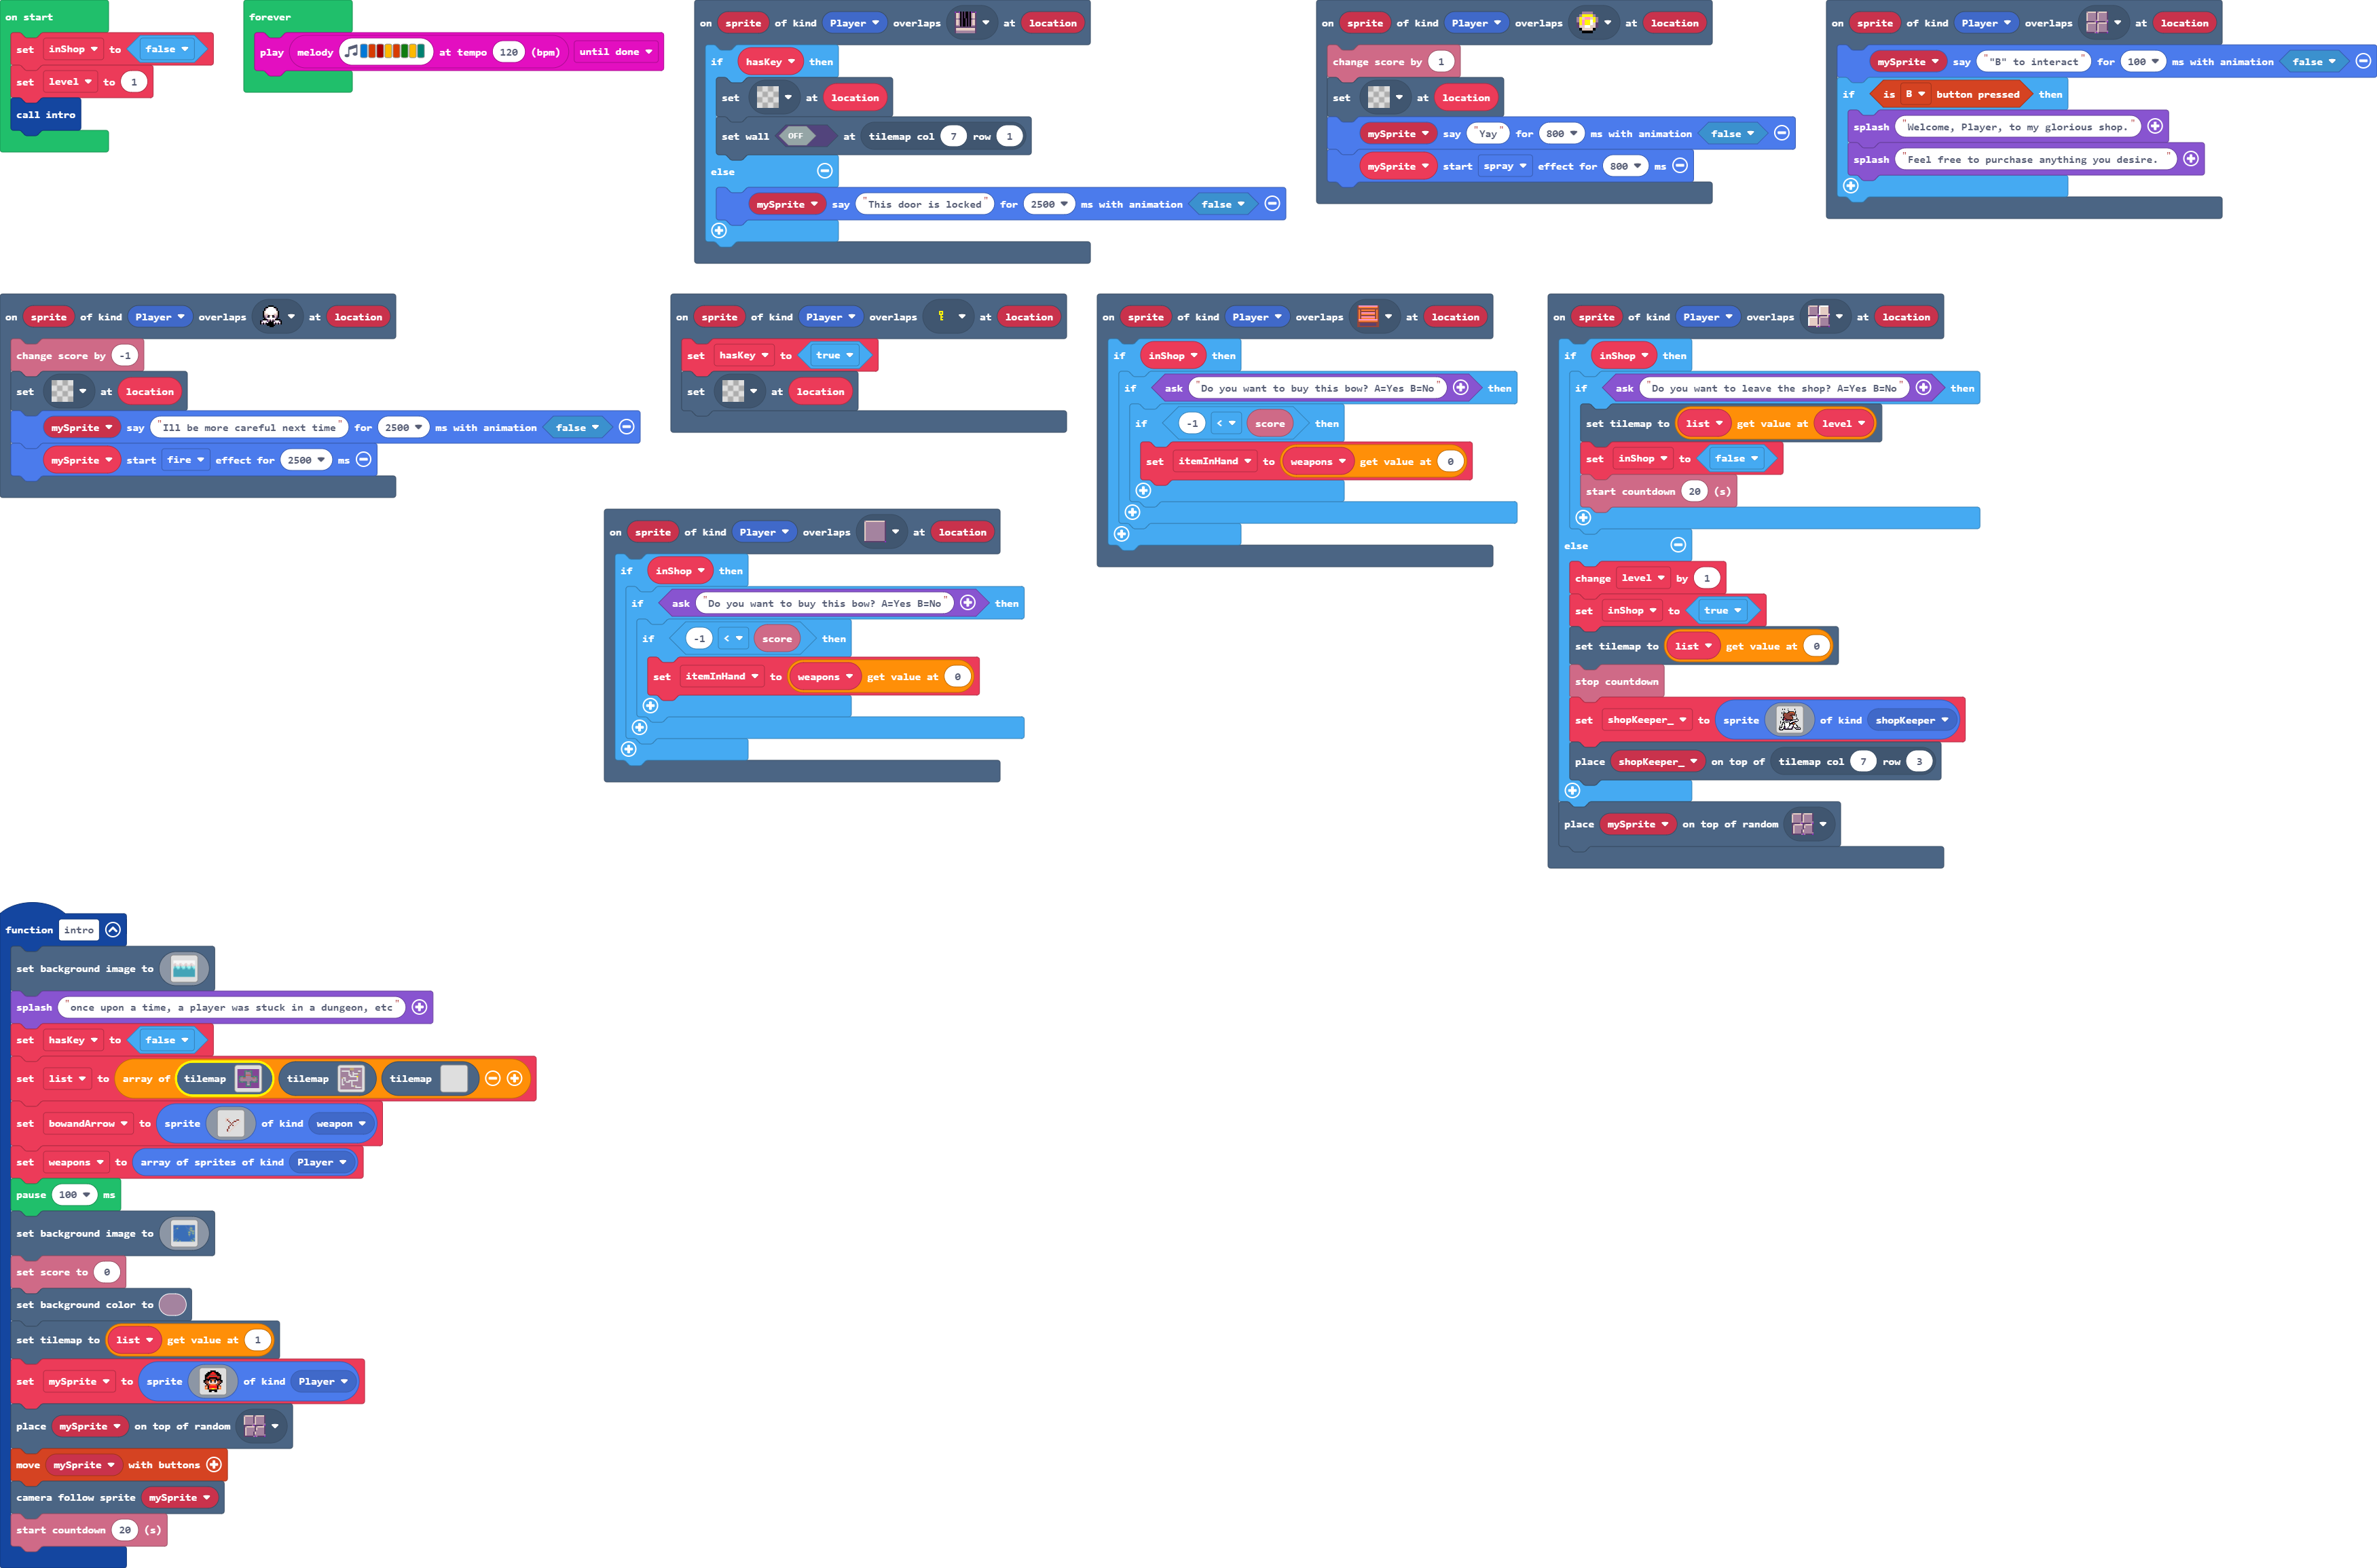 on start
set inShop to false
set level to 1
call intro
forever
play melody at tempo 120 (bpm) until done
on sprite of kind Player overlaps at location
if hasKey then
set at location
set wall OFF at tilemap col 7 row 1
else
mySprite say "This door is locked" for 2500 ms with animation false
on sprite of kind Player overlaps at location
change score by 1
set at location
mySprite say "Yay" for 800 ms with animation false
mySprite start spray effect for 800 ms
on sprite of kind Player overlaps at location
mySprite say ""B" to interact" for 100 ms with animation false
if is B button pressed then
splash "Welcome, Player, to my glorious shop."
splash "Feel free to purchase anything you desire. "
on sprite of kind Player overlaps at location
change score by -1
set at location
mySprite say "Ill be more careful next time" for 2500 ms with animation false
mySprite start fire effect for 2500 ms
on sprite of kind Player overlaps at location
set hasKey to true
set at location
on sprite of kind Player overlaps at location
if inShop then
if ask "Do you want to buy this bow? A=Yes B=No" then
if -1 < score then
set itemInHand to weapons get value at 0
on sprite of kind Player overlaps at location
if inShop then
if ask "Do you want to leave the shop? A=Yes B=No" then
set tilemap to list get value at level
set inShop to false
start countdown 20 (s)
else
change level by 1
set inShop to true
set tilemap to list get value at 0
stop countdown
set shopKeeper_ to sprite of kind shopKeeper
place shopKeeper_ on top of tilemap col 7 row 3
place mySprite on top of random
on sprite of kind Player overlaps at location
if inShop then
if ask "Do you want to buy this bow? A=Yes B=No" then
if -1 < score then
set itemInHand to weapons get value at 0
function intro
set background image to
splash "once upon a time, a player was stuck in a dungeon, etc"
set hasKey to false
set list to array of tilemap tilemap tilemap
set bowandArrow to sprite of kind weapon
set weapons to array of sprites of kind Player
pause 100 ms
set background image to
set score to 0
set background color to
set tilemap to list get value at 1
set mySprite to sprite of kind Player
place mySprite on top of random
move mySprite with buttons
camera follow sprite mySprite
start countdown 20 (s)